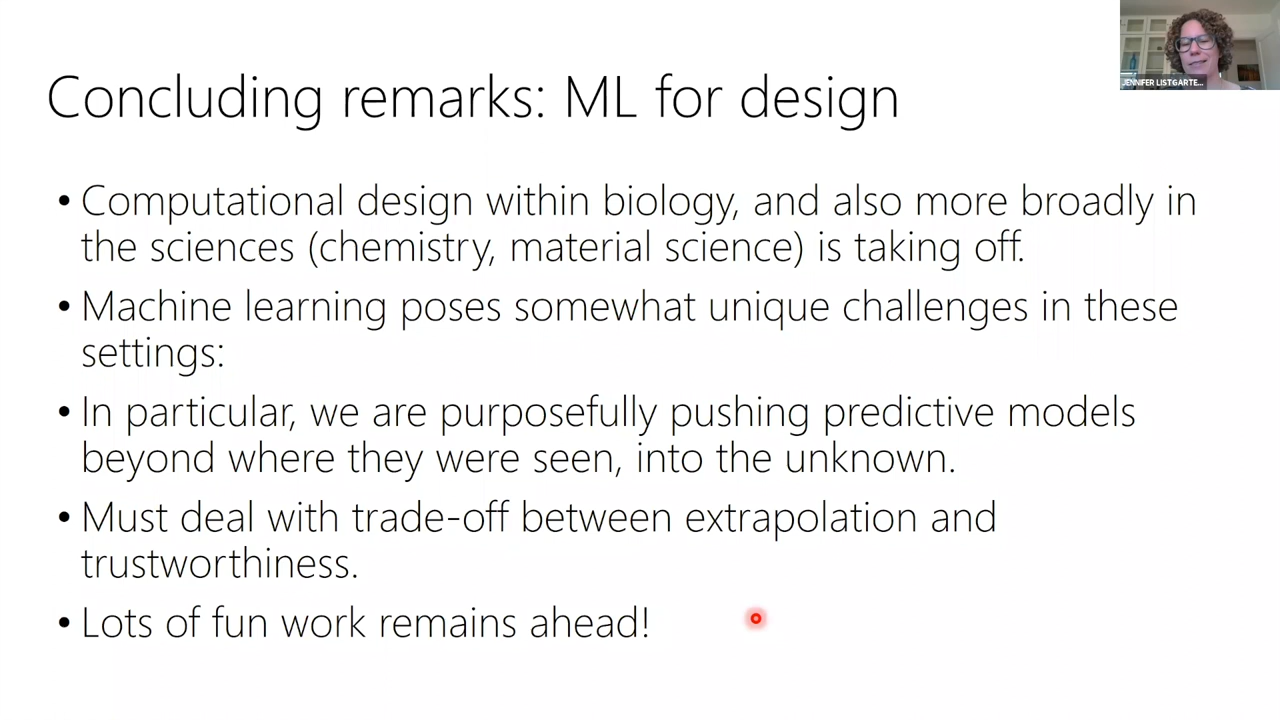 JENNIFER LISTGARTE...
Concluding remarks: ML for design
• Computational design within biology, and also more broadly in
the sciences (chemistry, material science) is taking off.
• Machine learning poses somewhat unique challenges in these
settings:
• In particular, we are purposefully pushing predictive models
beyond where they were seen, into the unknown.
• Must deal with trade-off between extrapolation and
trustworthiness.
• Lots of fun work remains ahead!